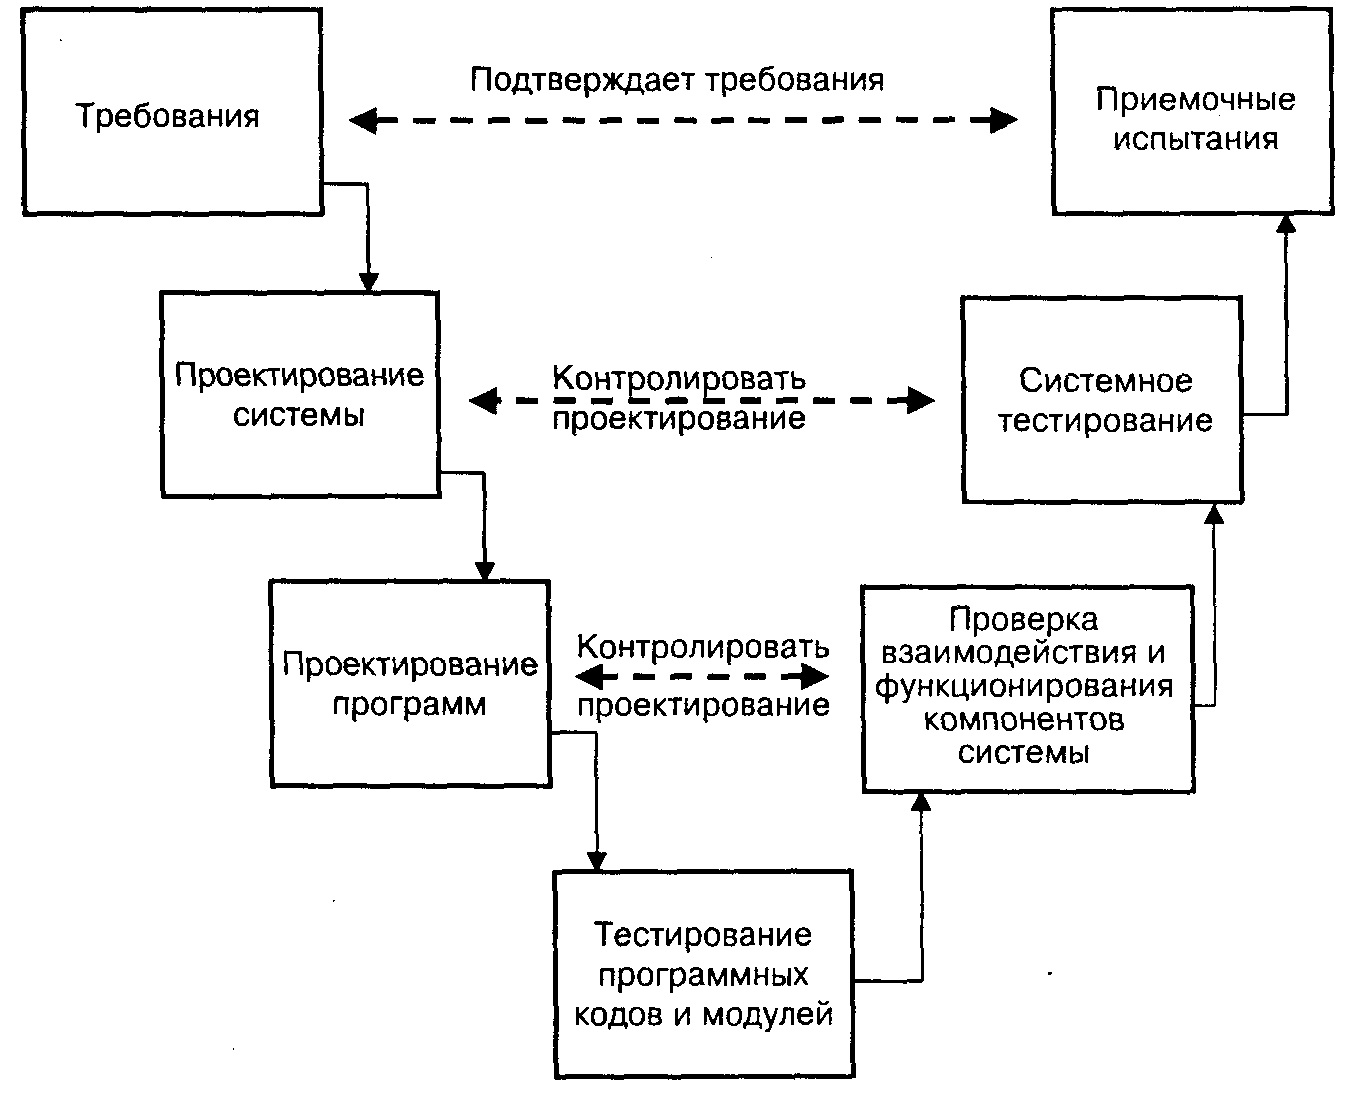 Требования
Подтверждает требования
Приемочные
испытания
Проектирование
системы
Контролировать
проектирование
Системное
тестирование
Проектирование
программ
Контролировать
проектирование
Проверка
взаимодействия и
функционирования
компонентов
системы
Тестирование
программных
кодов и модулей